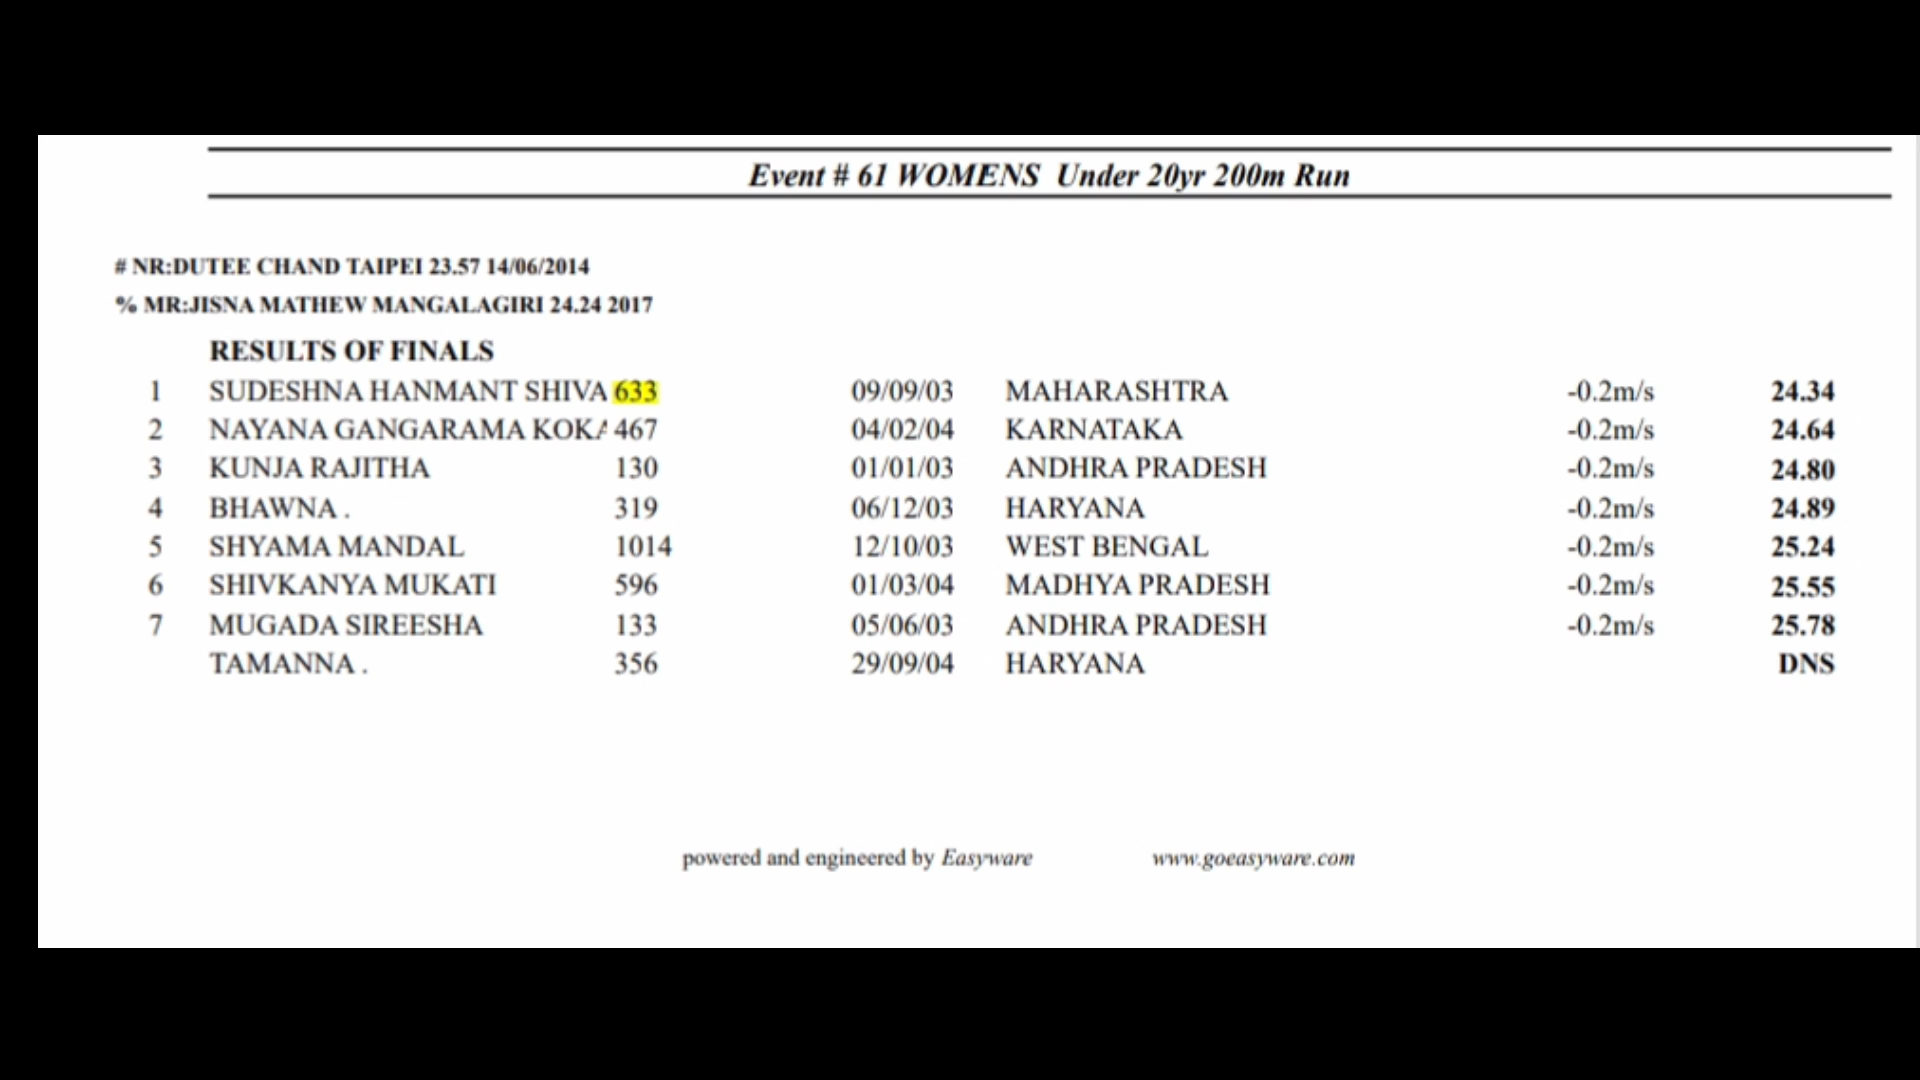 Event # 61 WOMENS Under 20yr 200m Run
# NR:DUTEE CHAND TAIPEI 23.57 14/06/2014
% MR:JISNA MATHEW MANGALAGIRI 24.24 2017
RESULTS OF FINALS
1 SUDESHNA HANMANT SHIVA 633 09/09/03 MAHARASHTRA -0.2m/s 24.34
2 NAYANA GANGARAMA KOKA 467 04/02/04 KARNATAKA -0.2m/s 24.64
3 KUNJA RAJITHA 130 01/01/03 ANDHRA PRADESH -0.2m/s 24.80
4 BHAWNA . 319 06/12/03 HARYANA -0.2m/s 24.89
5 SHYAMA MANDAL 1014 12/10/03 WEST BENGAL -0.2m/s 25.24
6 SHIVKANYA MUKATI 596 01/03/04 MADHYA PRADESH -0.2m/s 25.55
7 MUGADA SIREESHA 133 05/06/03 ANDHRA PRADESH -0.2m/s 25.78
TAMANNA . 356 29/09/04 HARYANA DNS
powered and engineered by Easyware www.goeasyware.com